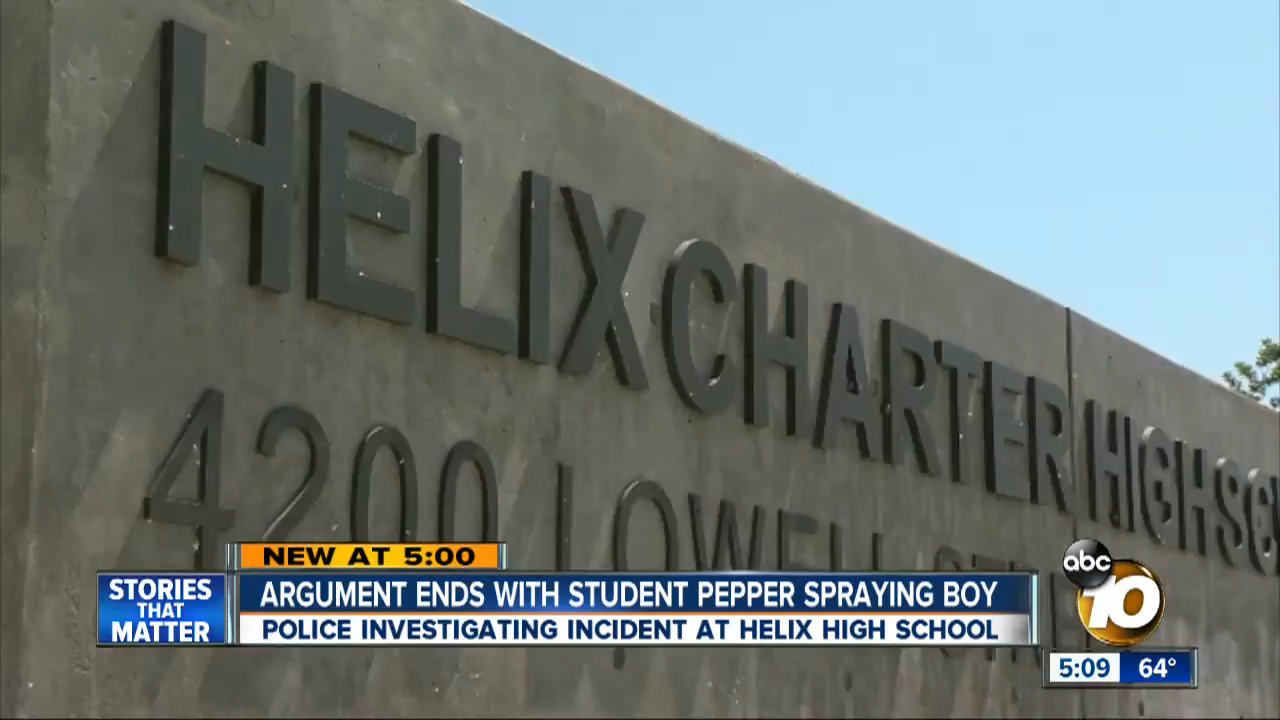 HELIX CHARTER HIGH
4200 LOWELL
NEW AT 5:00
STORIES
THAT
MATTER
ARGUMENT ENDS WITH STUDENT PEPPER SPRAYING BOY
POLICE INVESTIGATING INCIDENT AT HELIX HIGH SCHOOL
abc
10
5:09 64°